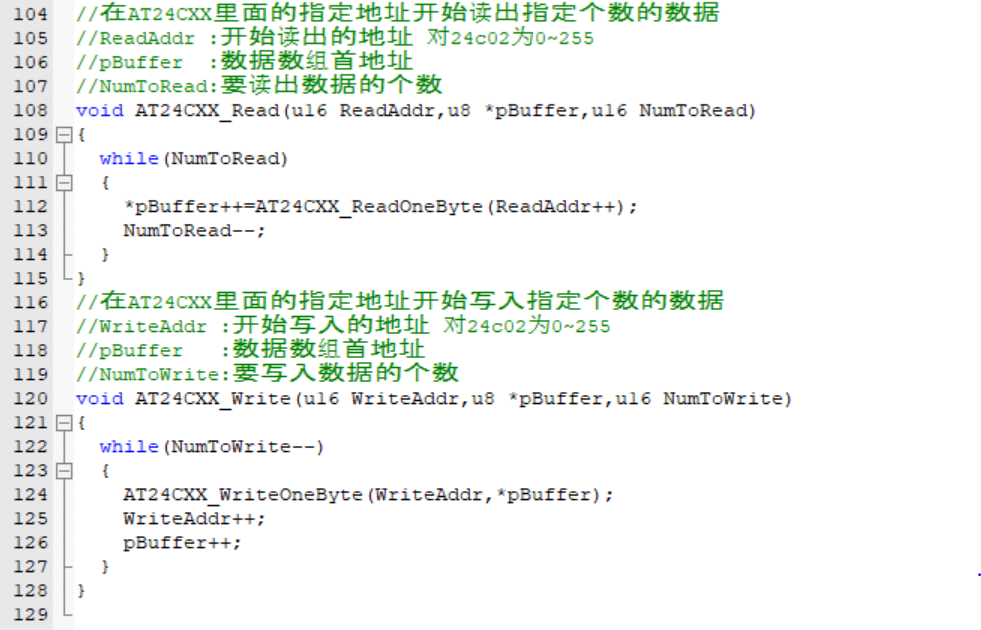 104 //在AT24CXX里面的指定地址开始读出指定个数的数据
105 //ReadAddr :开始读出的地址 对24c02为0~255
106 //pBuffer  :数据数组首地址
107 //NumToRead:要读出数据的个数
108 void AT24CXX_Read(u16 ReadAddr,u8 *pBuffer,u16 NumToRead)
109 {
110   while(NumToRead)
111   {
112     *pBuffer++=AT24CXX_ReadOneByte(ReadAddr++);
113     NumToRead--;
114   }
115 }
116 //在AT24CXX里面的指定地址开始写入指定个数的数据
117 //WriteAddr :开始写入的地址 对24c02为0~255
118 //pBuffer   :数据数组首地址
119 //NumToWrite:要写入数据的个数
120 void AT24CXX_Write(u16 WriteAddr,u8 *pBuffer,u16 NumToWrite)
121 {
122   while(NumToWrite--)
123   {
124     AT24CXX_WriteOneByte(WriteAddr,*pBuffer);
125     WriteAddr++;
126     pBuffer++;
127   }
128 }
129